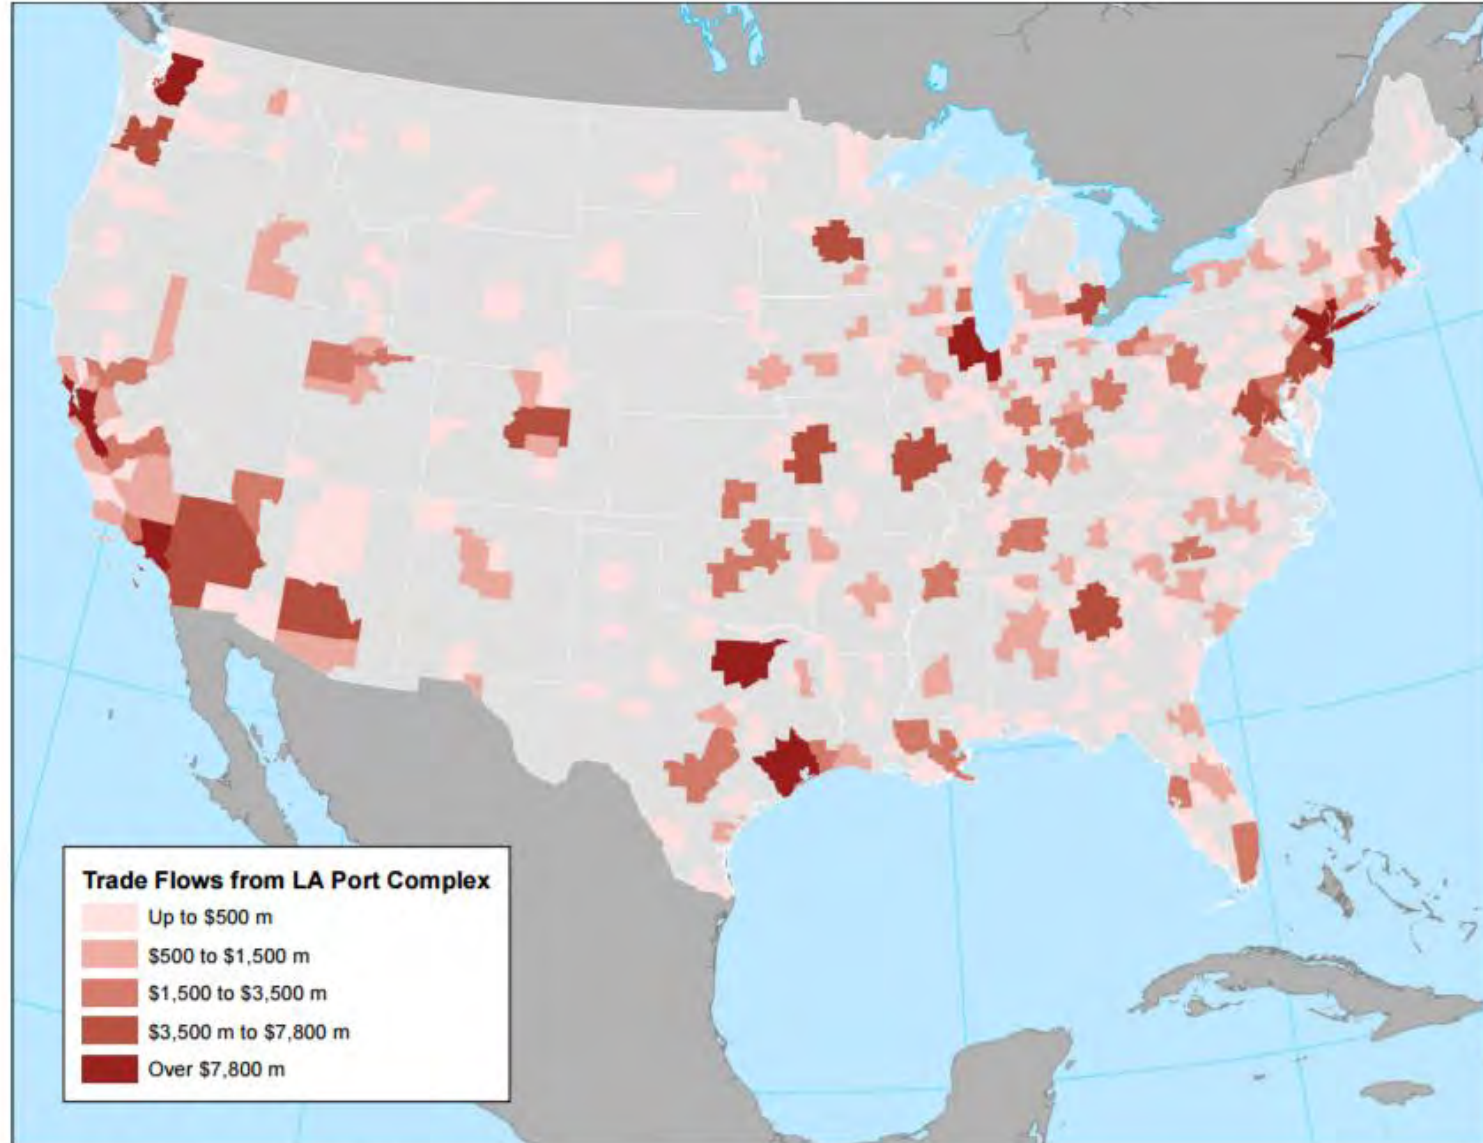 Trade Flows from LA Port Complex
Up to $500 m
$500 to $1,500 m
$1,500 to $3,500 m
$3,500 m to $7,800 m
Over $7,800 m